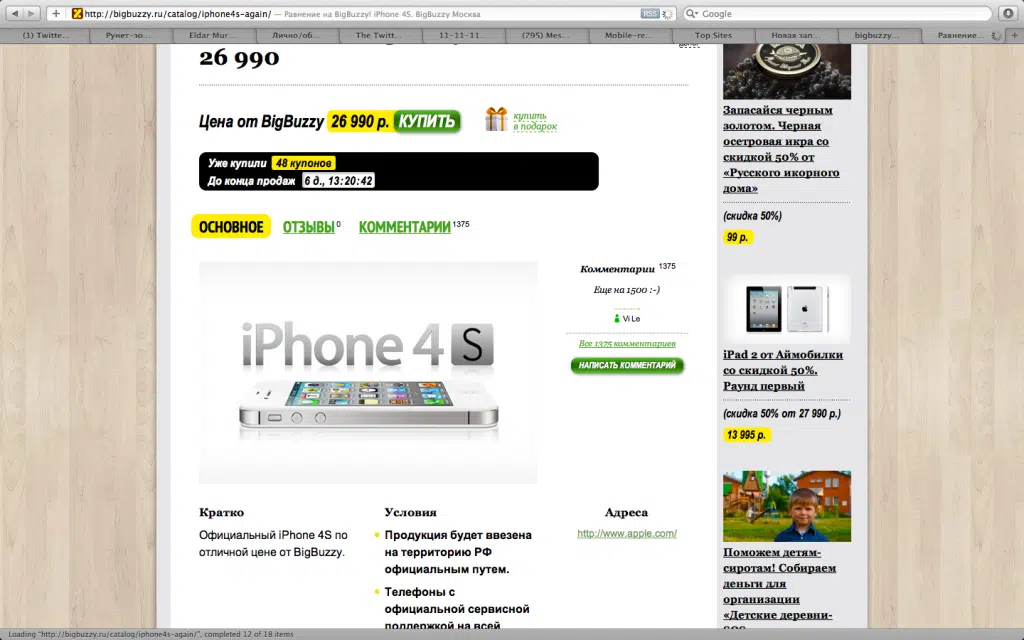 http://bigbuzzy.ru/catalog/iphone4s-again/ — Равнение на BigBuzzy! iPhone 4S. BigBuzzy Москва
RSS
Google
(1) Twitte...
Рунет-зо...
Eldar Mur...
Лично/об...
The Twitt...
11-11-11...
(795) Mes...
Mobile-re...
Top Sites
Новая зап...
bigbuzzy...
Равнение...
26 990
Цена от BigBuzzy 26 990 р. КУПИТЬ
купить
в подарок
Уже купили 48 купонов
До конца продаж 6 д., 13:20:42
ОСНОВНОЕ ОТЗЫВЫ 0 КОММЕНТАРИИ 1375
iPhone 4S
Комментарии 1375
Еще на 1500 :-)
Vi Le
Все 1375 комментариев
НАПИСАТЬ КОММЕНТАРИЙ
Кратко
Официальный iPhone 4S по
отличной цене от BigBuzzy.
Условия
Продукция будет ввезена
на территорию РФ
официальным путем.
Телефоны с
официальной сервисной
поддержкой на всей
Адреса
http://www.apple.com/
Запасайся черным
золотом. Черная
осетровая икра со
скидкой 50% от
«Русского икорного
дома»
(скидка 50%)
99 р.
iPad 2 от Аймобилки
со скидкой 50%.
Раунд первый
(скидка 50% от 27 990 р.)
13 995 р.
Поможем детям-
сиротам! Собираем
деньги для
организации
«Детские деревни-
SOS
Loading "http://bigbuzzy.ru/catalog/iphone4s-again/", completed 12 of 18 items